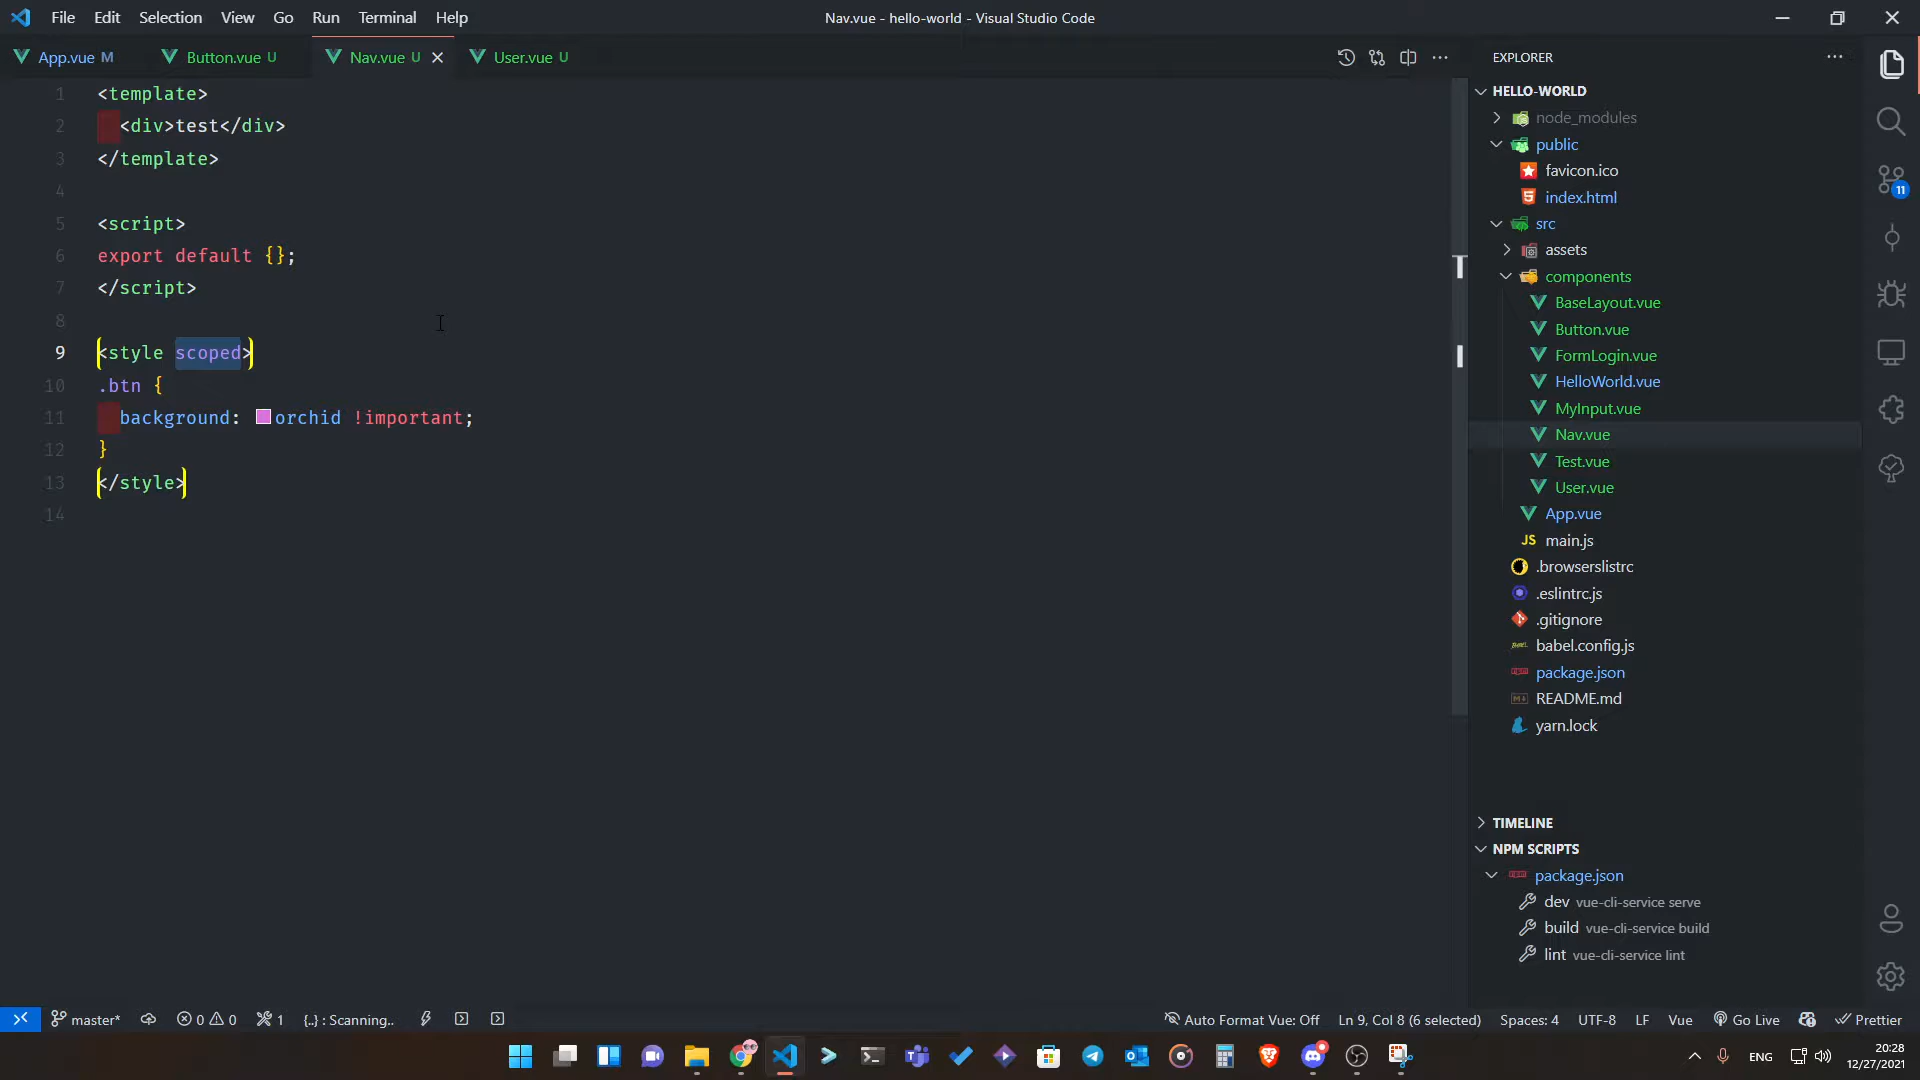 File Edit Selection View Go Run Terminal Help
Nav.vue - hello-world - Visual Studio Code
App.vue M
Button.vue U
Nav.vue U
User.vue U
1 <template>
2 <div>test</div>
3 </template>
4
5 <script>
6 export default {};
7 </script>
8
9 <style scoped>
10 .btn {
11 background: orchid !important;
12 }
13 </style>
14
EXPLORER
HELLO-WORLD
node_modules
public
favicon.ico
index.html
src
assets
components
BaseLayout.vue
Button.vue
FormLogin.vue
HelloWorld.vue
MyInput.vue
Nav.vue
Test.vue
User.vue
App.vue
JS main.js
.browserslistrc
.eslintrc.js
.gitignore
babel.config.js
package.json
README.md
yarn.lock
TIMELINE
NPM SCRIPTS
package.json
dev vue-cli-service serve
build vue-cli-service build
lint vue-cli-service lint
11
master*
0 0
1
{..} : Scanning..
Auto Format Vue: Off
Ln 9, Col 8 (6 selected)
Spaces: 4
UTF-8
LF
Vue
Go Live
Prettier
ENG
20:28
12/27/2021